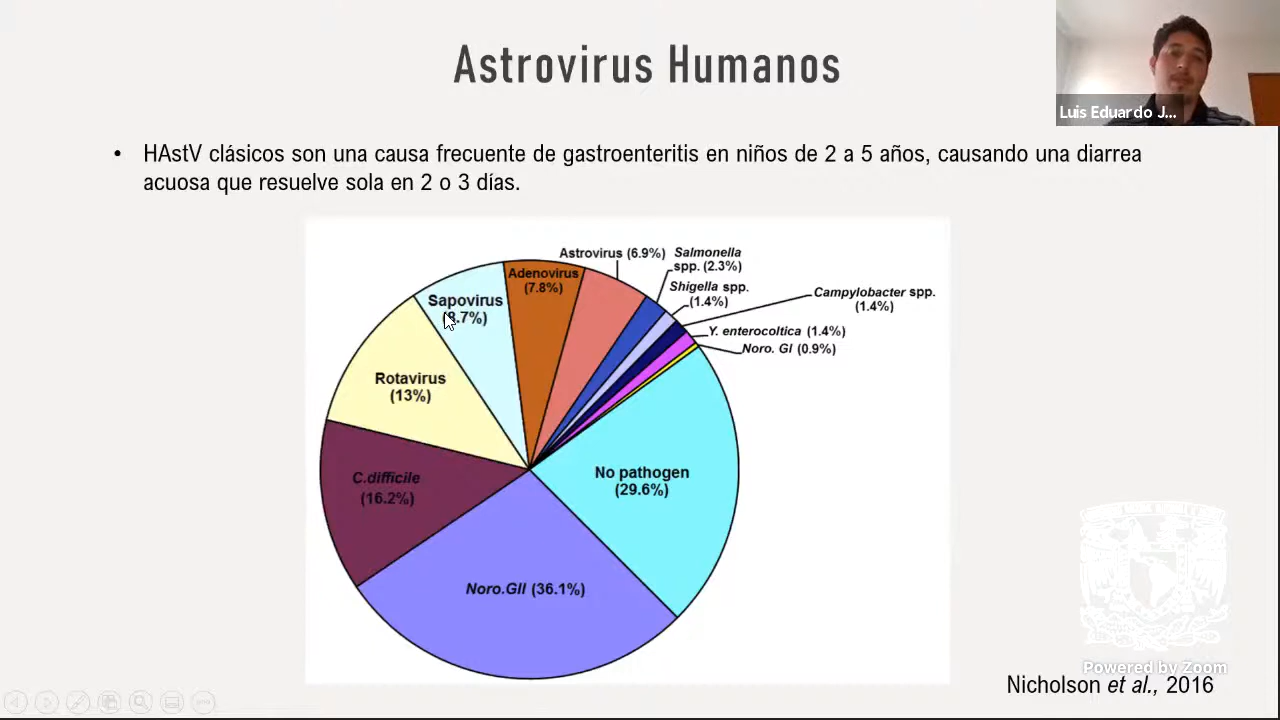 Astrovirus Humanos
Luis Eduardo J...
• HAstV clásicos son una causa frecuente de gastroenteritis en niños de 2 a 5 años, causando una diarrea
acuosa que resuelve sola en 2 o 3 días.
Astrovirus (6.9%)
Salmonella
spp. (2.3%)
Adenovirus
(7.8%)
Shigella spp.
(1.4%)
Campylobacter spp.
(1.4%)
Sapovirus
(8.7%)
Y. enterocoltica (1.4%)
Noro. GI (0.9%)
Rotavirus
(13%)
No pathogen
(29.6%)
C.difficile
(16.2%)
Noro.GII (36.1%)
Powered by Zoom
Nicholson et al., 2016